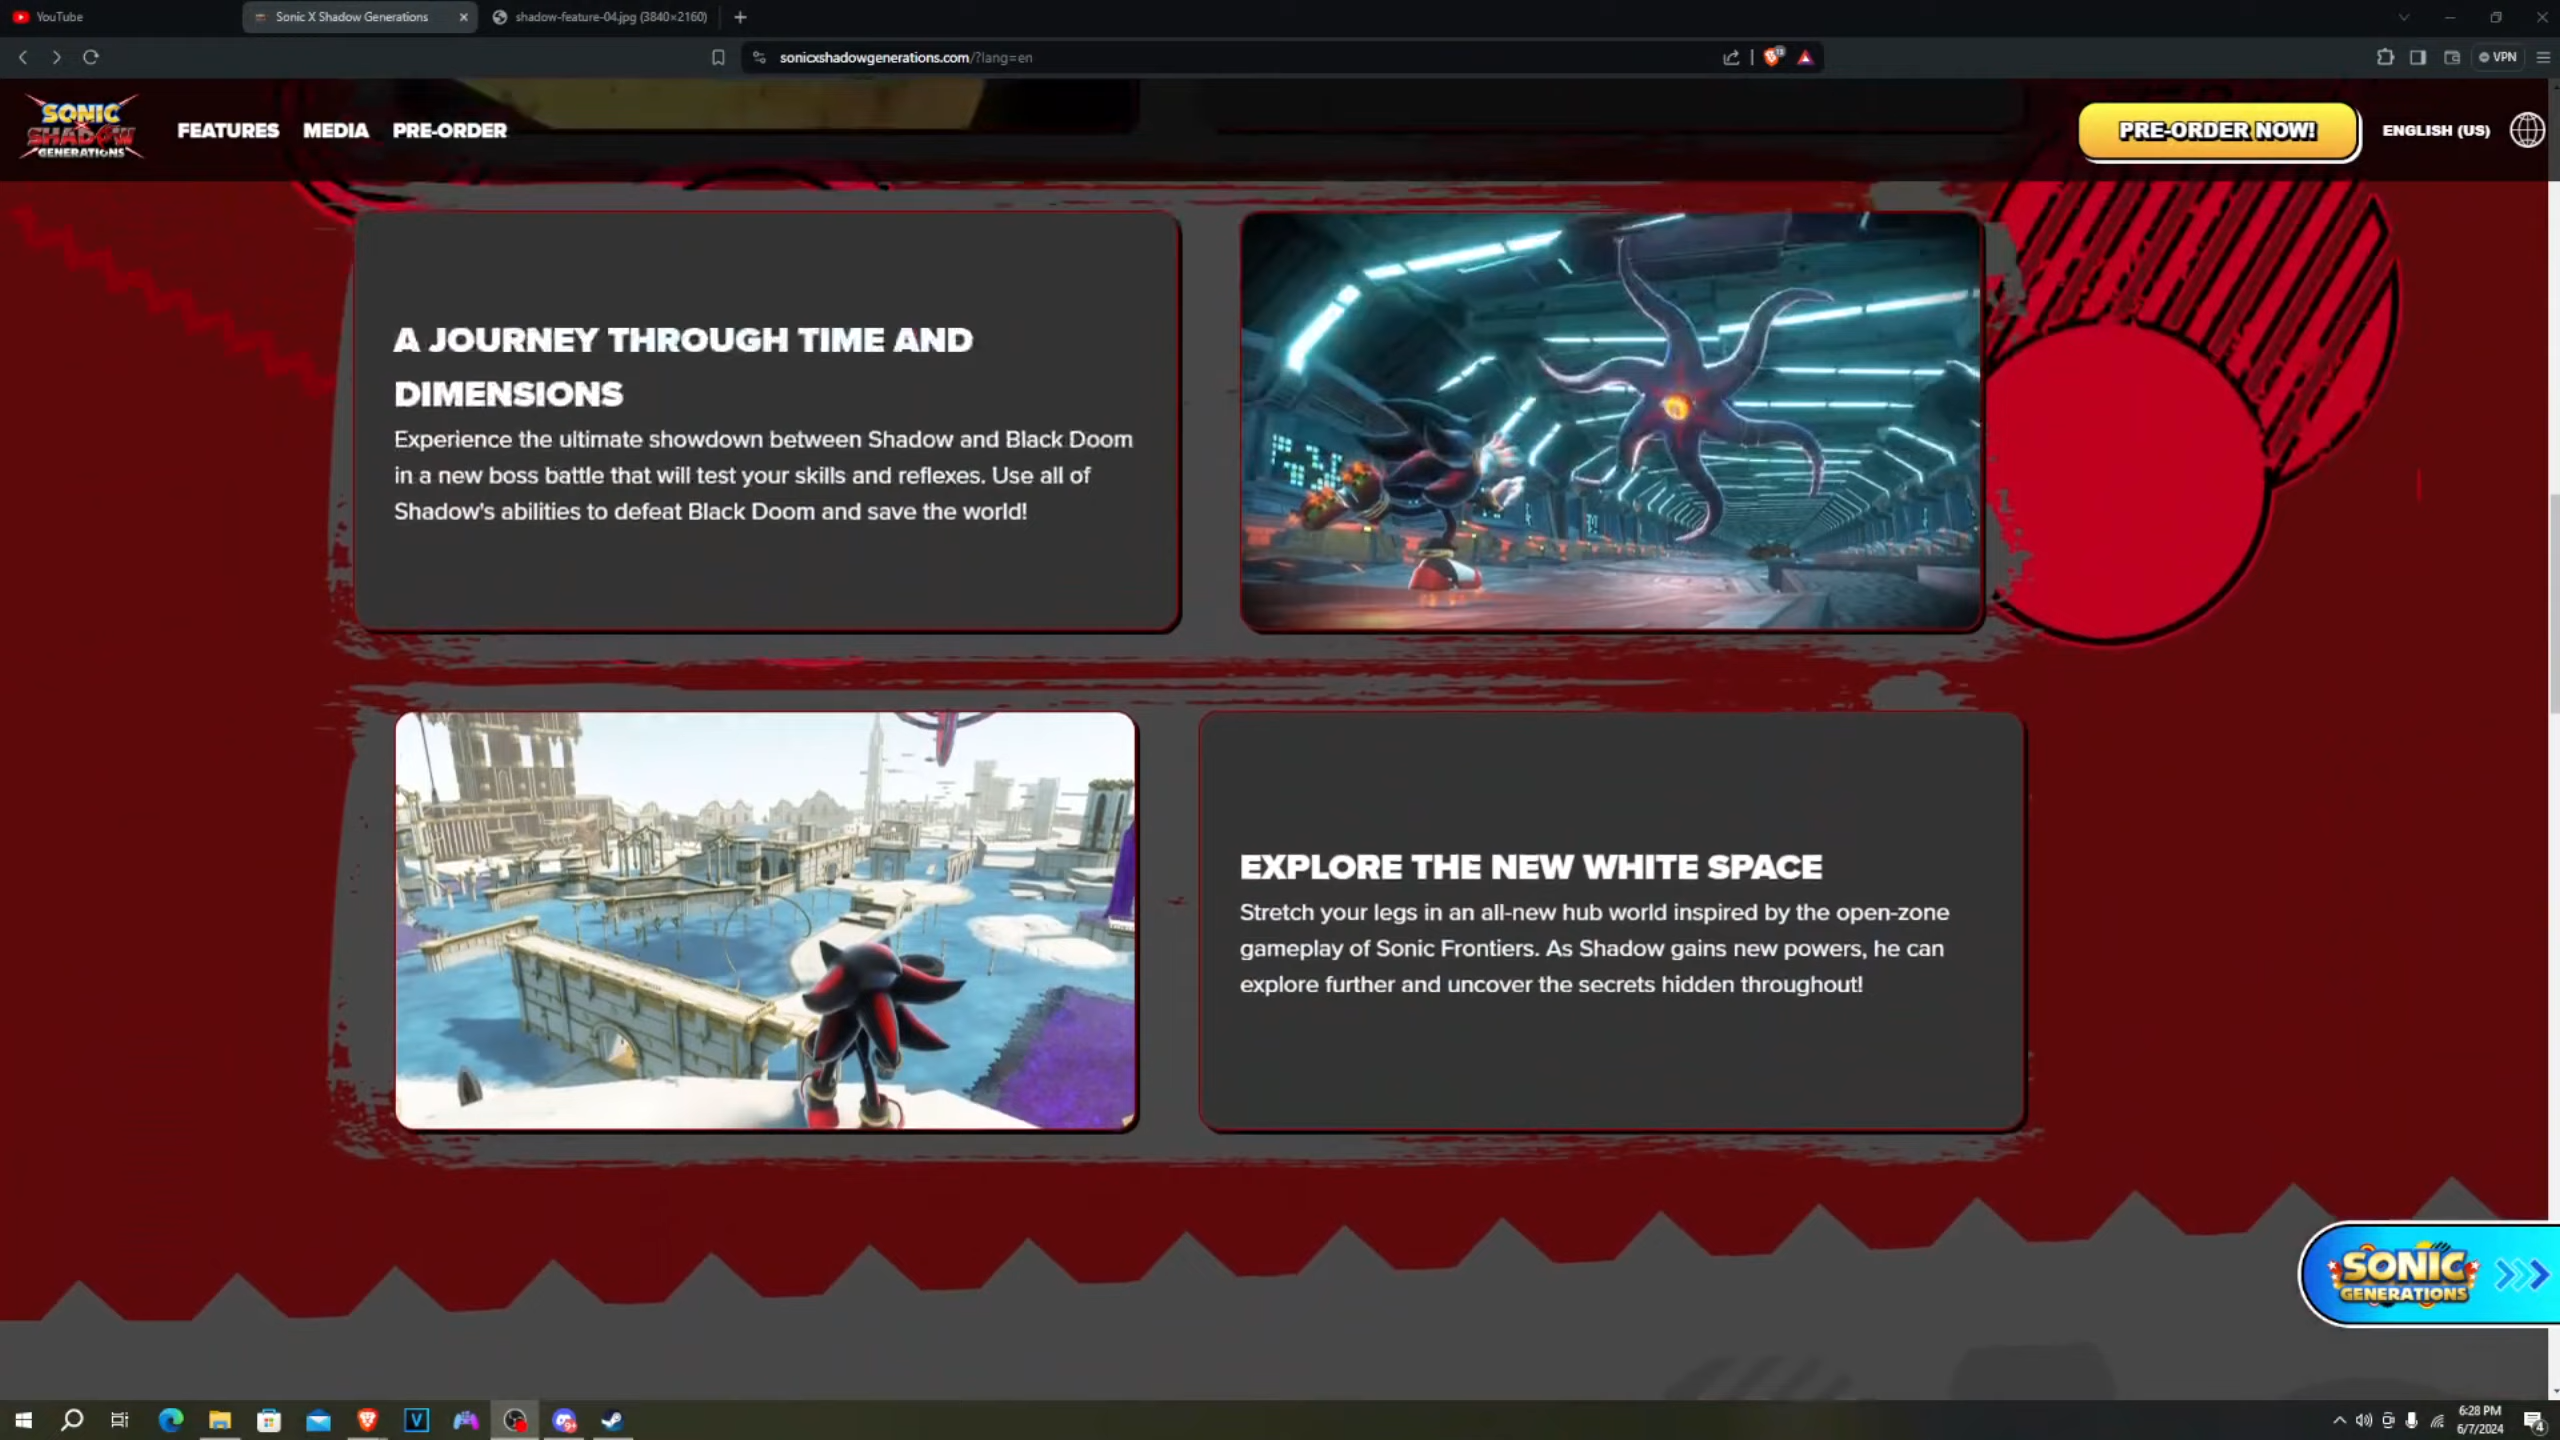 YouTube
Sonic X Shadow Generations
shadow-feature-04.jpg (3840×2160)
sonicxshadowgenerations.com/?lang=en
13
VPN
SONIC
X
SHADOW
GENERATIONS
FEATURES
MEDIA
PRE-ORDER
PRE-ORDER NOW!
ENGLISH (US)
A JOURNEY THROUGH TIME AND
DIMENSIONS
Experience the ultimate showdown between Shadow and Black Doom
in a new boss battle that will test your skills and reflexes. Use all of
Shadow's abilities to defeat Black Doom and save the world!
EXPLORE THE NEW WHITE SPACE
Stretch your legs in an all-new hub world inspired by the open-zone
gameplay of Sonic Frontiers. As Shadow gains new powers, he can
explore further and uncover the secrets hidden throughout!
SONIC
GENERATIONS
V
9+
6:28 PM
6/7/2024
4